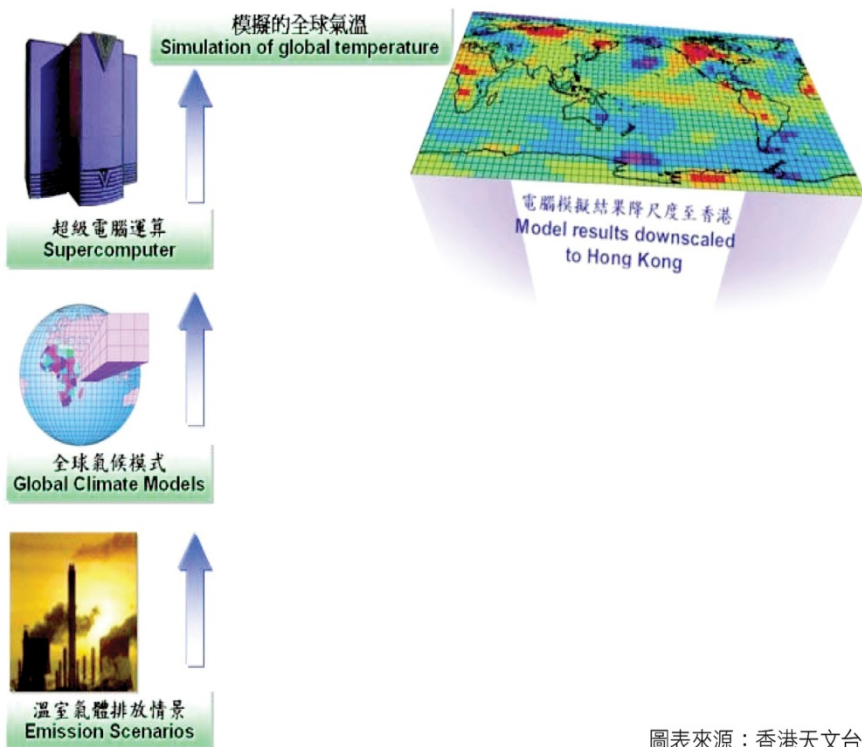 模擬的全球氣溫
Simulation of global temperature
電腦模擬結果降尺度至香港
Model results downscaled
to Hong Kong
超級電腦運算
Supercomputer
全球氣候模式
Global Climate Models
溫室氣體排放情景
Emission Scenarios
圖表來源：香港天文台